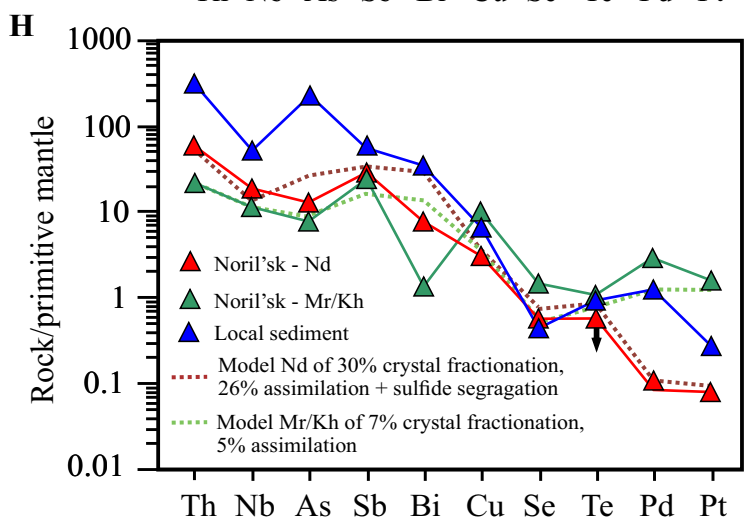 H
1000
100
10
1
0.1
0.01
Rock/primitive mantle
Noril'sk - Nd
Noril'sk - Mr/Kh
Local sediment
Model Nd of 30% crystal fractionation,
26% assimilation + sulfide segragation
Model Mr/Kh of 7% crystal fractionation,
5% assimilation
Th Nb As Sb Bi Cu Se Te Pd Pt